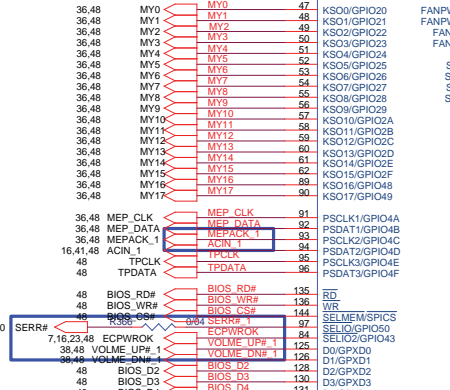 36,48 MY0 MY0 47 KSO0/GPIO20 FANP
36,48 MY1 MY1 48 KSO1/GPIO21 FANP
36,48 MY2 MY2 49 KSO2/GPIO22 FAN
36,48 MY3 MY3 50 KSO3/GPIO23 FAN
36,48 MY4 MY4 51 KSO4/GPIO24
36,48 MY5 MY5 52 KSO5/GPIO25
36,48 MY6 MY6 53 KSO6/GPIO26
36,48 MY7 MY7 54 KSO7/GPIO27
36,48 MY8 MY8 55 KSO8/GPIO28
36,48 MY9 MY9 56 KSO9/GPIO29
36,48 MY10 MY10 57 KSO10/GPIO2A
36,48 MY11 MY11 58 KSO11/GPIO2B
36,48 MY12 MY12 59 KSO12/GPIO2C
36,48 MY13 MY13 60 KSO13/GPIO2D
36,48 MY14 MY14 61 KSO14/GPIO2E
36,48 MY15 MY15 62 KSO15/GPIO2F
36,48 MY16 MY16 89 KSO16/GPIO48
36,48 MY17 MY17 90 KSO17/GPIO49
36,48 MEP_CLK MEP_CLK 91 PSCLK1/GPIO4A
36,48 MEP_DATA MEP_DATA 92 PSDAT1/GPIO4B
36,48 MEPACK_1 MEPACK_1 93 PSCLK2/GPIO4C
16,41,48 ACIN_1 ACIN_1 94 PSDAT2/GPIO4D
48 TPCLK TPCLK 95 PSCLK3/GPIO4E
48 TPDATA TPDATA 96 PSDAT3/GPIO4F
48 BIOS_RD# BIOS_RD# 135 RD
48 BIOS_WR# BIOS_WR# 136 WR
48 BIOS_CS# BIOS_CS# 144 SELMEM/SPICS
SERR# R366 0/04 SERR#_1 97 SELIO/GPIO50
7,16,23,48 ECPWROK ECPWROK 84 SELIO2/GPIO43
38,48 VOLME_UP#_1 VOLME_UP#_1 125 D0/GPXD0
38,48 VOLME_DN#_1 VOLME_DN#_1 126 D1/GPXD1
48 BIOS_D2 BIOS_D2 128 D2/GPXD2
48 BIOS_D3 BIOS_D3 130 D3/GPXD3
BIOS_D4 131